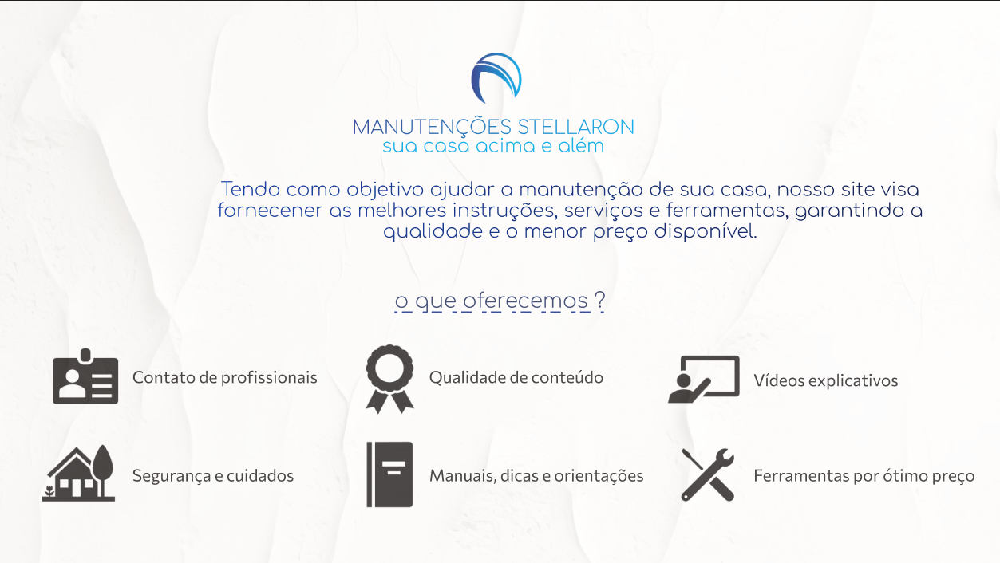 MANUTENÇÕES STELLARON
sua casa acima e além
Tendo como objetivo ajudar a manutenção de sua casa, nosso site visa
fornecener as melhores instruções, serviços e ferramentas, garantindo a
qualidade e o menor preço disponível.
o que oferecemos ?
Contato de profissionais
Qualidade de conteúdo
Vídeos explicativos
Segurança e cuidados
Manuais, dicas e orientações
Ferramentas por ótimo preço